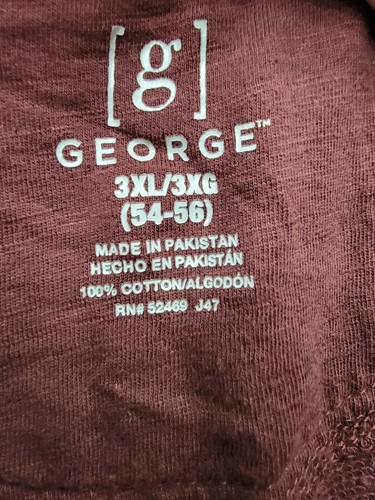 [g]
GEORGE™
3XL/3XG
(54-56)
MADE IN PAKISTAN
HECHO EN PAKISTÁN
100% COTTON/ALGODÓN
RN# 52469 J47